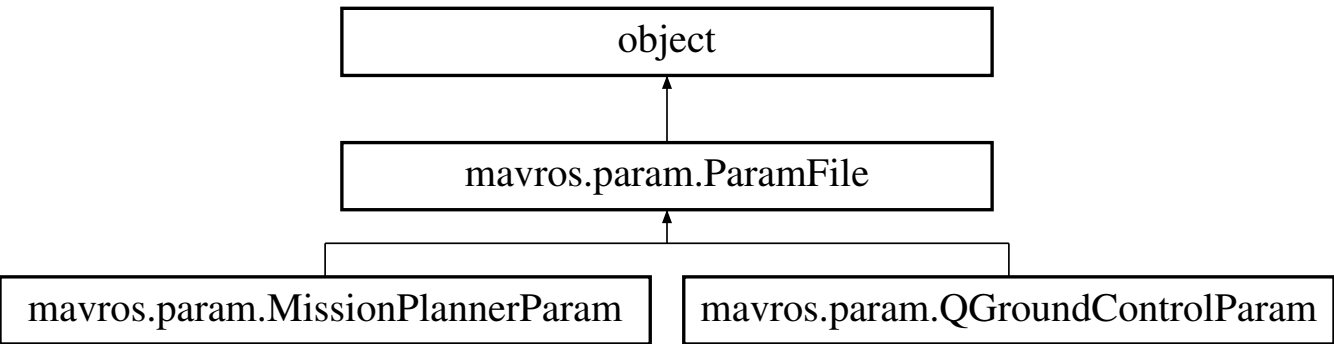 object
mavros.param.ParamFile
mavros.param.MissionPlannerParam
mavros.param.QGroundControlParam